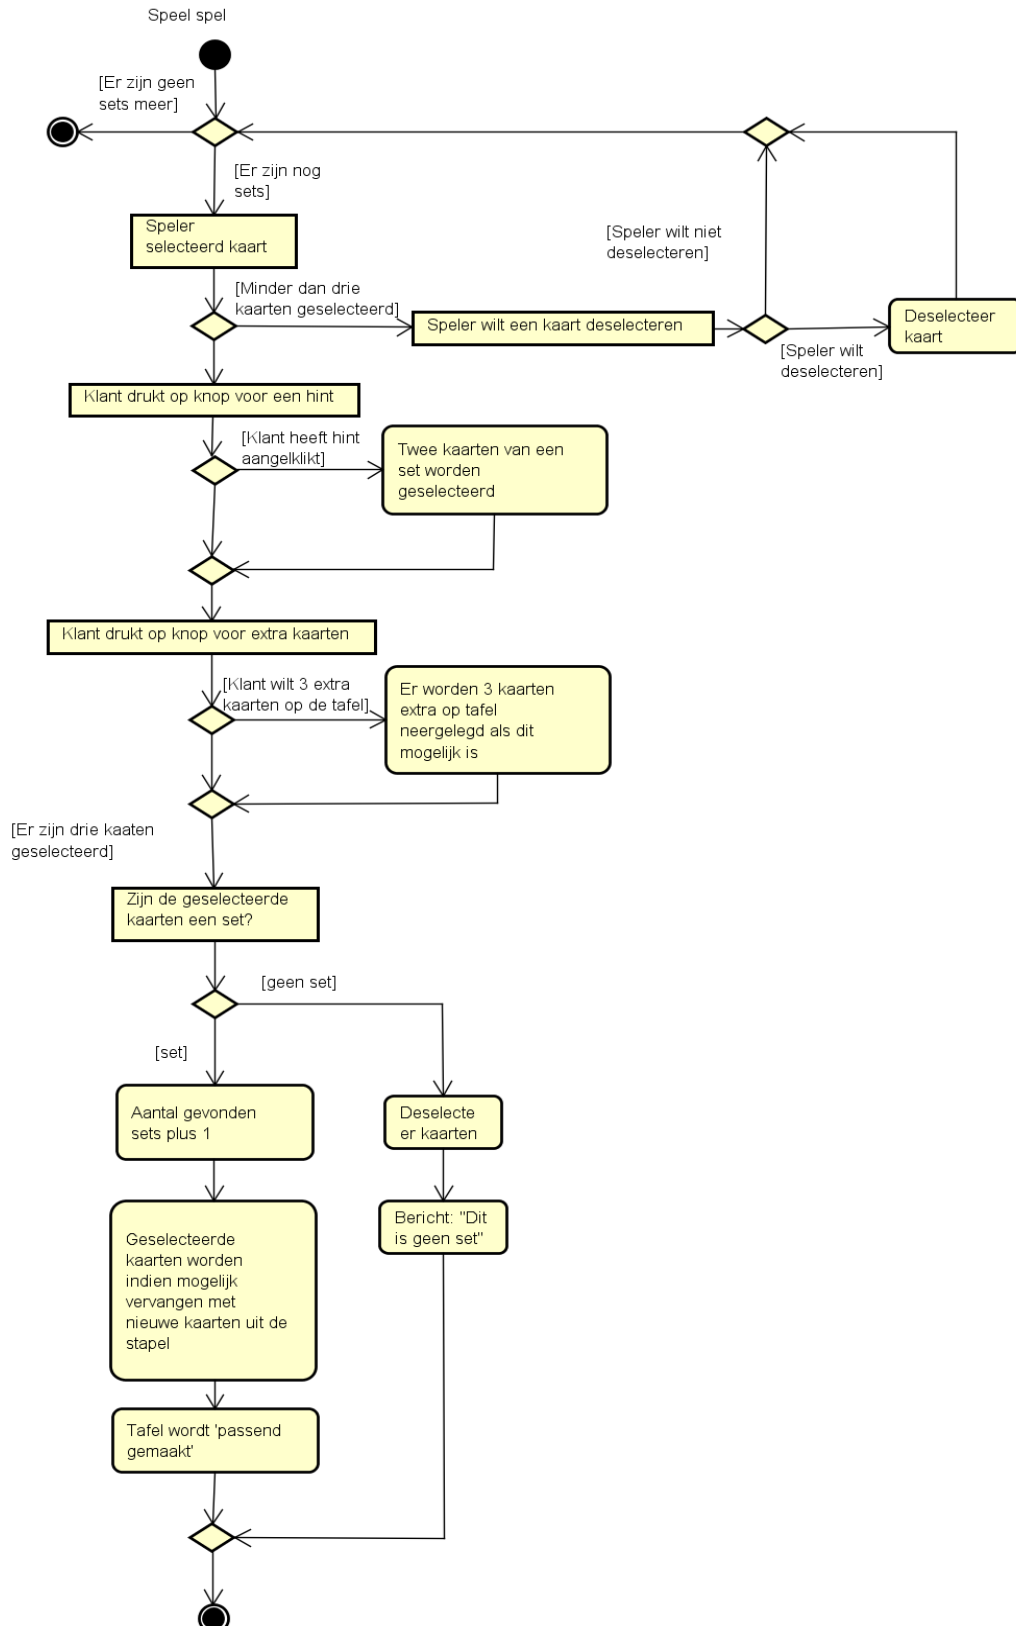 Speel spel
[Er zijn geen
sets meer]
[Er zijn nog
sets]
Speler
selecteerd kaart
[Speler wilt niet
deselecteren]
[Minder dan drie
kaarten geselecteerd]
Speler wilt een kaart deselecteren
Deselecteer
kaart
[Speler wilt
deselecteren]
Klant drukt op knop voor een hint
[Klant heeft hint
aangelklikt]
Twee kaarten van een
set worden
geselecteerd
Klant drukt op knop voor extra kaarten
[Klant wilt 3 extra
kaarten op de tafel]
Er worden 3 kaarten
extra op tafel
neergelegd als dit
mogelijk is
[Er zijn drie kaaten
geselecteerd]
Zijn de geselecteerde
kaarten een set?
[geen set]
[set]
Aantal gevonden
sets plus 1
Deselecte
er kaarten
Bericht: "Dit
is geen set"
Geselecteerde
kaarten worden
indien mogelijk
vervangen met
nieuwe kaarten uit de
stapel
Tafel wordt 'passend
gemaakt'